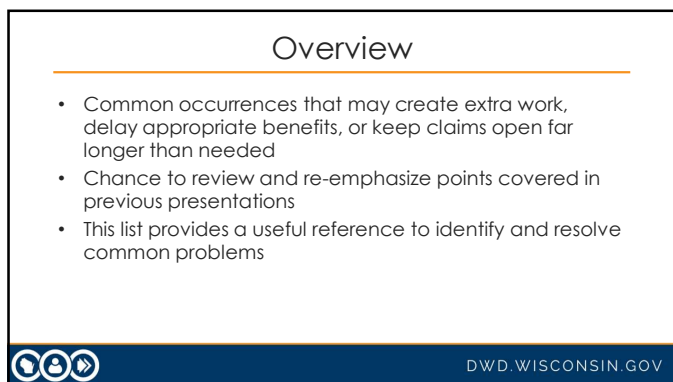 Overview
• Common occurrences that may create extra work,
delay appropriate benefits, or keep claims open far
longer than needed
• Chance to review and re-emphasize points covered in
previous presentations
• This list provides a useful reference to identify and resolve
common problems
DWD.WISCONSIN.GOV